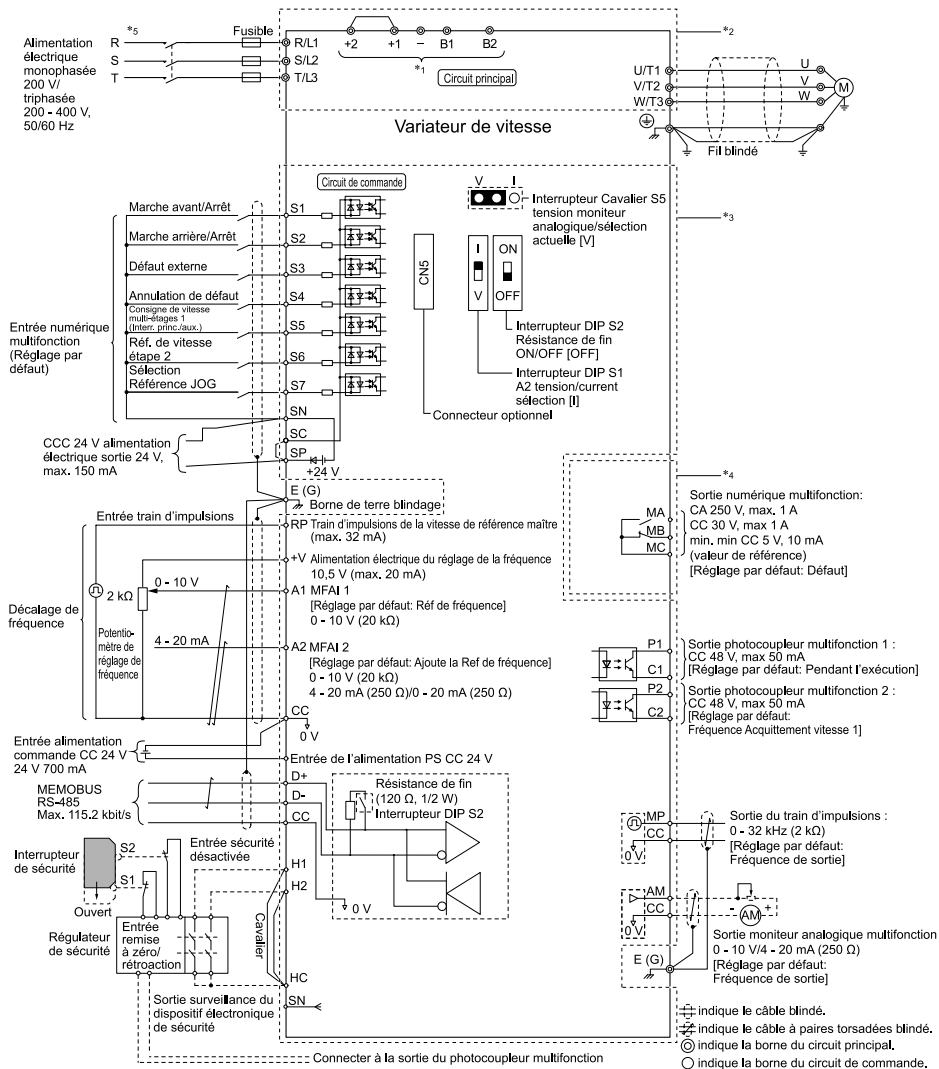 *5
Fusible
*2
Alimentation
électrique
monophasée
200 V/
triphasée
200 - 400 V,
50/60 Hz
R
S
T
R/L1
S/L2
T/L3
+2
+1
−
B1
B2
*1
Circuit principal
U/T1
V/T2
W/T3
U
V
W
M
Variateur de vitesse
Fil blindé
Circuit de commande
V
I
Interrupteur Cavalier S5
tension moniteur
analogique/sélection
actuelle [V]
*3
Marche avant/Arrêt
S1
Marche arrière/Arrêt
S2
Défaut externe
S3
Annulation de défaut
S4
Consigne de vitesse
multi-étages 1
(Interr. princ./aux.)
S5
Réf. de vitesse
étape 2
S6
Sélection
Référence JOG
S7
Entrée numérique
multifonction
(Réglage par
défaut)
CN5
I
V
ON
OFF
Interrupteur DIP S2
Résistance de fin
ON/OFF [OFF]
Interrupteur DIP S1
A2 tension/current
sélection [I]
Connecteur optionnel
SN
SC
SP
+24 V
CCC 24 V alimentation
électrique sortie 24 V,
max. 150 mA
E (G)
Borne de terre blindage
*4
MA
MB
MC
Sortie numérique multifonction:
CA 250 V, max. 1 A
CC 30 V, max 1 A
min. min CC 5 V, 10 mA
(valeur de référence)
[Réglage par défaut: Défaut]
Entrée train d'impulsions
RP
Train d'impulsions de la vitesse de référence maître
(max. 32 mA)
+V
Alimentation électrique du réglage de la fréquence
10,5 V (max. 20 mA)
0 - 10 V
2 kΩ
A1
MFAI 1
[Réglage par défaut: Réf de fréquence]
0 - 10 V (20 kΩ)
Décalage de
fréquence
Potentio-
mètre de
réglage de
fréquence
4 - 20 mA
A2
MFAI 2
[Réglage par défaut: Ajoute la Ref de fréquence]
0 - 10 V (20 kΩ)
4 - 20 mA (250 Ω)/0 - 20 mA (250 Ω)
CC
0 V
P1
C1
Sortie photocoupleur multifonction 1 :
CC 48 V, max 50 mA
[Réglage par défaut: Pendant l'exécution]
P2
C2
Sortie photocoupleur multifonction 2 :
CC 48 V, max 50 mA
[Réglage par défaut:
Fréquence Acquittement vitesse 1]
Entrée alimentation
commande CC 24 V
24 V 700 mA
Entrée de l'alimentation PS CC 24 V
MEMOBUS
RS-485
Max. 115.2 kbit/s
D+
D-
CC
Résistance de fin
(120 Ω, 1/2 W)
Interrupteur DIP S2
0 V
MP
CC
0 V
Sortie du train d'impulsions :
0 - 32 kHz (2 kΩ)
[Réglage par défaut:
Fréquence de sortie]
Interrupteur
de sécurité
S2
S1
Ouvert
Entrée sécurité
désactivée
H1
H2
Cavalier
HC
SN
Régulateur
de sécurité
Entrée
remise
à zéro/
rétroaction
Sortie surveillance du
dispositif électronique
de sécurité
AM
CC
0 V
-
+
AM
Sortie moniteur analogique multifonction
0 - 10 V/4 - 20 mA (250 Ω)
[Réglage par défaut:
Fréquence de sortie]
E (G)
Connecter à la sortie du photocoupleur multifonction
indique le câble blindé.
indique le câble à paires torsadées blindé.
indique la borne du circuit principal.
indique la borne du circuit de commande.